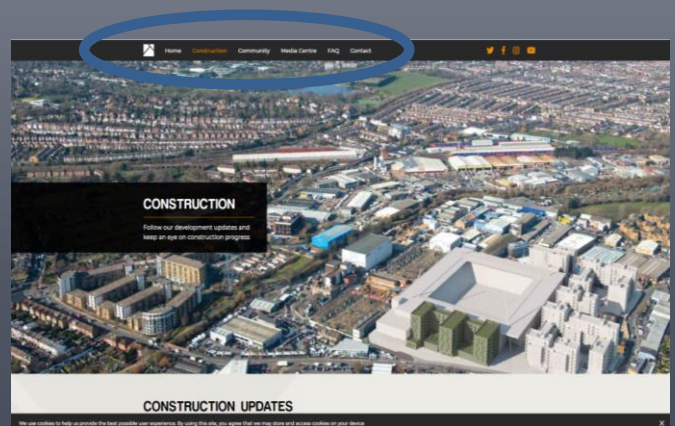 Home Construction Community Media Centre FAQ Contact
CONSTRUCTION
Follow our development updates and
keep an eye on construction progress
CONSTRUCTION UPDATES
We use cookies to help us provide the best possible user experience. By using this site, you agree that we may store and access cookies on your device X